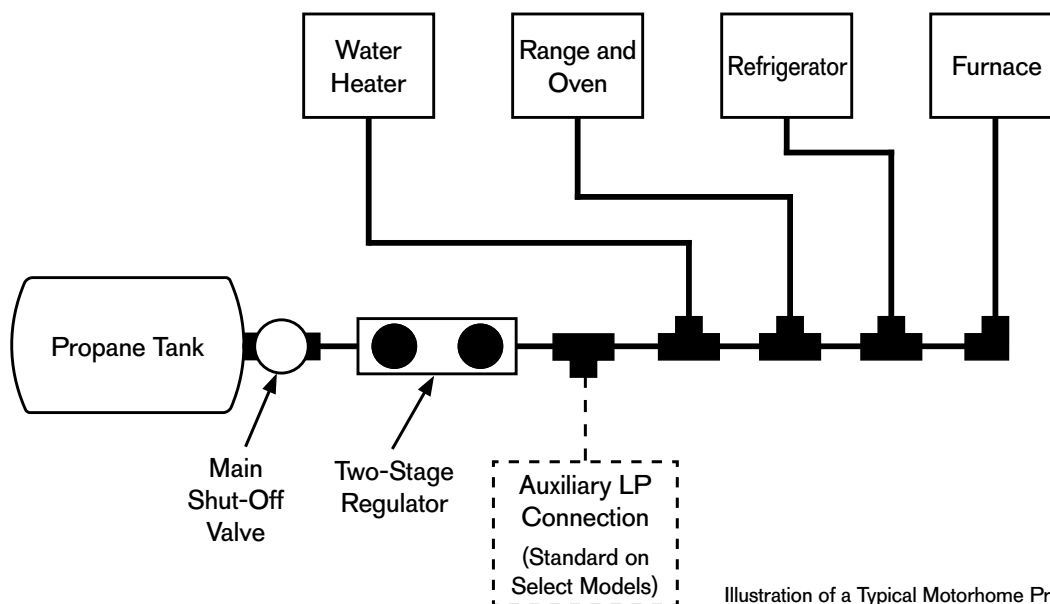 Water
Heater
Range and
Oven
Refrigerator
Furnace
Propane Tank
Main
Shut-Off
Valve
Two-Stage
Regulator
Auxiliary LP
Connection
(Standard on
Select Models)
Illustration of a Typical Motorhome